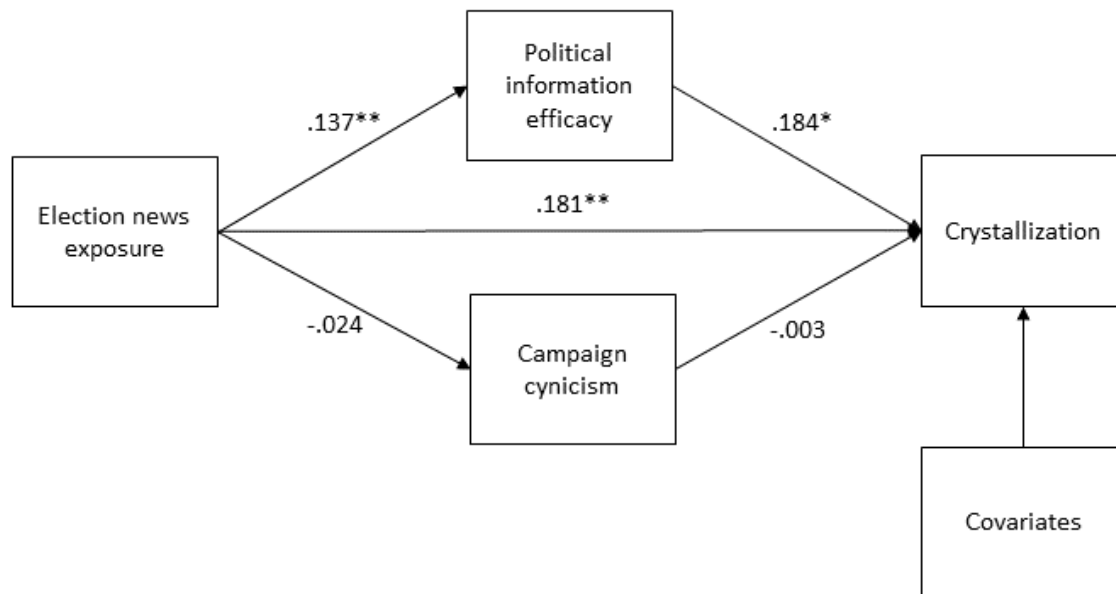 Political
information
efficacy
.137**
.184*
Election news
exposure
.181**
Crystallization
-.024
-.003
Campaign
cynicism
Covariates